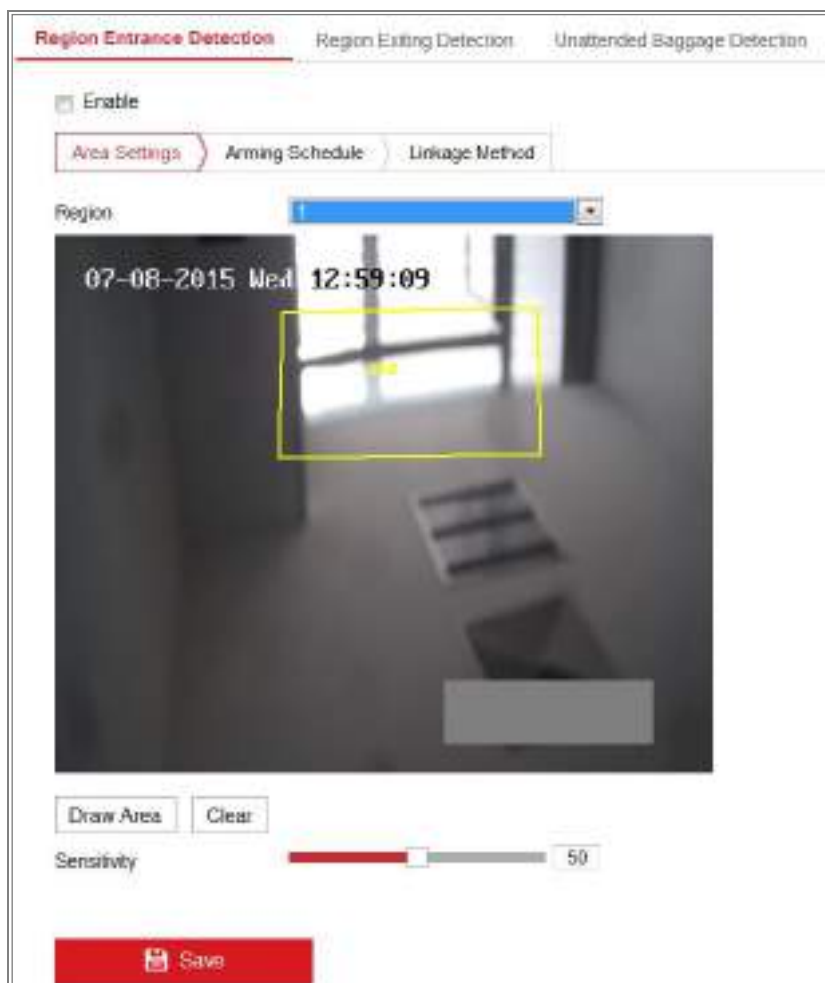 Region Entrance Detection Region Exiting Detection Unattended Baggage Detection
Enable
Area Settings Arming Schedule Linkage Method
Region 1
07-08-2015 Wed 12:59:09
Draw Area Clear
Sensitivity 50
Save